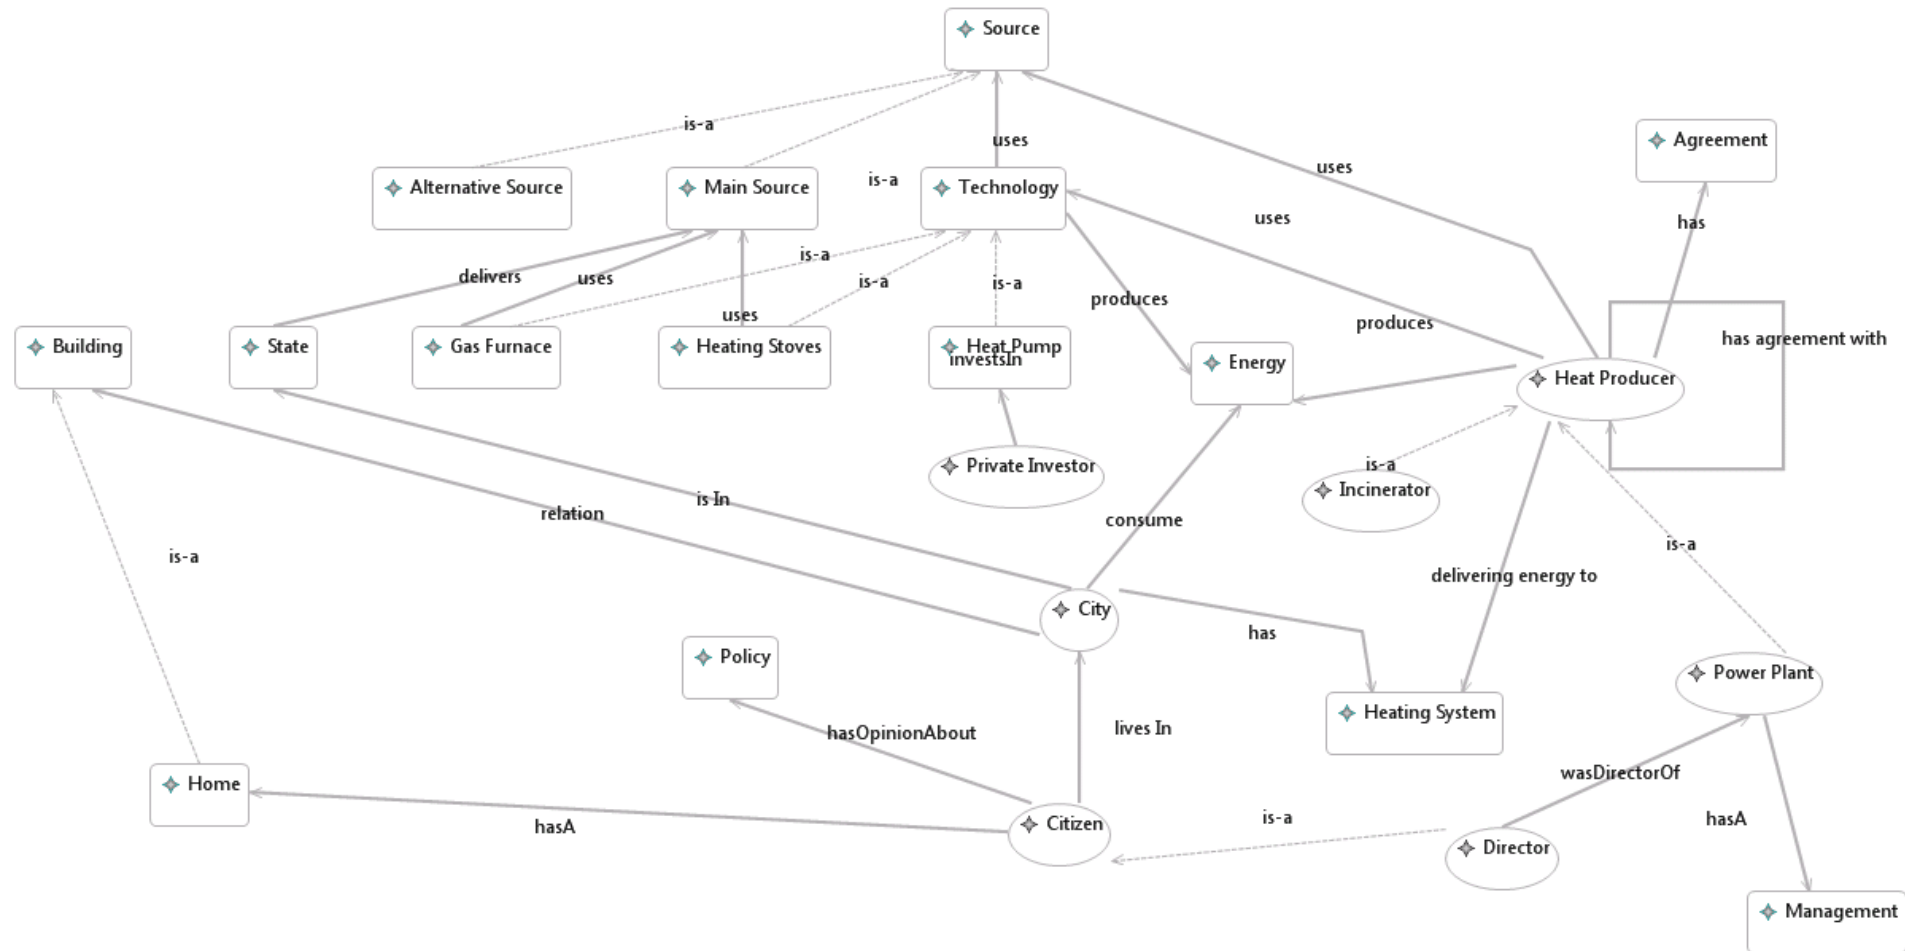 Source
is-a
uses
Agreement
uses
Alternative Source
Main Source
is-a
Technology
uses
has
delivers
uses
is-a
is-a
is-a
produces
uses
produces
has agreement with
Building
State
Gas Furnace
Heating Stoves
Heat Pump
investsIn
Energy
Heat Producer
Private Investor
is-a
Incinerator
relation
is In
consume
is-a
is-a
delivering energy to
City
has
Policy
Power Plant
Heating System
hasOpinionAbout
lives In
wasDirectorOf
Home
hasA
Citizen
is-a
hasA
Director
Management